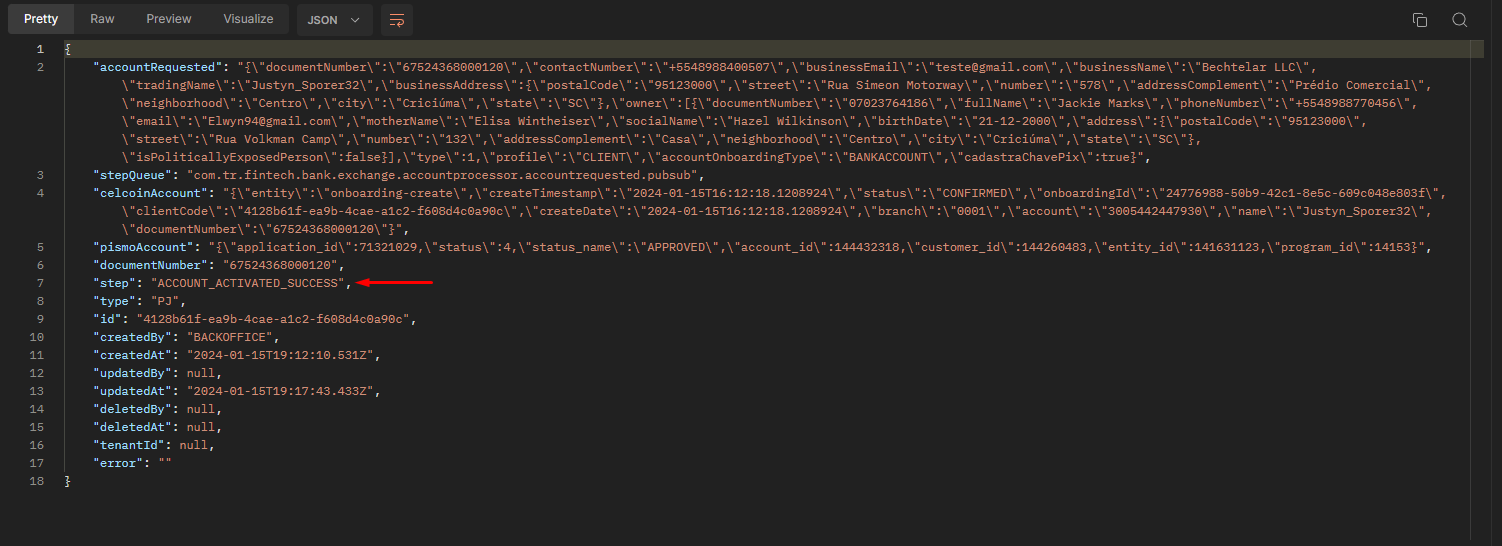 Pretty Raw Preview Visualize JSON
1 {
2 "accountRequested": "{\"documentNumber\":\"67524368000120\",\"contactNumber\":\"+5548988400507\",\"businessEmail\":\"teste@gmail.com\",\"businessName\":\"Bechtelar LLC\",
\"tradingName\":\"Justyn_Sporer32\",\"businessAddress\":{\"postalCode\":\"95123000\",\"street\":\"Rua Simeon Motorway\",\"number\":\"578\",\"addressComplement\":\"Prédio Comercial\",
\"neighborhood\":\"Centro\",\"city\":\"Criciúma\",\"state\":\"SC\"},\"owner\":[{\"documentNumber\":\"07023764186\",\"fullName\":\"Jackie Marks\",\"phoneNumber\":\"+5548988770456\",
\"email\":\"Elwyn94@gmail.com\",\"motherName\":\"Elisa Wintheiser\",\"socialName\":\"Hazel Wilkinson\",\"birthDate\":\"21-12-2000\",\"address\":{\"postalCode\":\"95123000\",
\"street\":\"Rua Volkman Camp\",\"number\":\"132\",\"addressComplement\":\"Casa\",\"neighborhood\":\"Centro\",\"city\":\"Criciúma\",\"state\":\"SC\"},
\"isPoliticallyExposedPerson\":false}],\"type\":1,\"profile\":\"CLIENT\",\"accountOnboardingType\":\"BANKACCOUNT\",\"cadastraChavePix\":true}",
3 "stepQueue": "com.tr.fintech.bank.exchange.accountprocessor.accountrequested.pubsub",
4 "celcoinAccount": "{\"entity\":\"onboarding-create\",\"createTimestamp\":\"2024-01-15T16:12:18.1208924\",\"status\":\"CONFIRMED\",\"onboardingId\":\"24776988-50b9-42c1-8e5c-609c048e803f\",
\"clientCode\":\"4128b61f-ea9b-4cae-a1c2-f608d4c0a90c\",\"createDate\":\"2024-01-15T16:12:18.1208924\",\"branch\":\"0001\",\"account\":\"3005442447930\",\"name\":\"Justyn_Sporer32\",
\"documentNumber\":\"67524368000120\"}",
5 "pismoAccount": "{\"application_id\":71321029,\"status\":4,\"status_name\":\"APPROVED\",\"account_id\":144432318,\"customer_id\":144260483,\"entity_id\":141631123,\"program_id\":14153}",
6 "documentNumber": "67524368000120",
7 "step": "ACCOUNT_ACTIVATED_SUCCESS",
8 "type": "PJ",
9 "id": "4128b61f-ea9b-4cae-a1c2-f608d4c0a90c",
10 "createdBy": "BACKOFFICE",
11 "createdAt": "2024-01-15T19:12:10.531Z",
12 "updatedBy": null,
13 "updatedAt": "2024-01-15T19:17:43.433Z",
14 "deletedBy": null,
15 "deletedAt": null,
16 "tenantId": null,
17 "error": ""
18 }